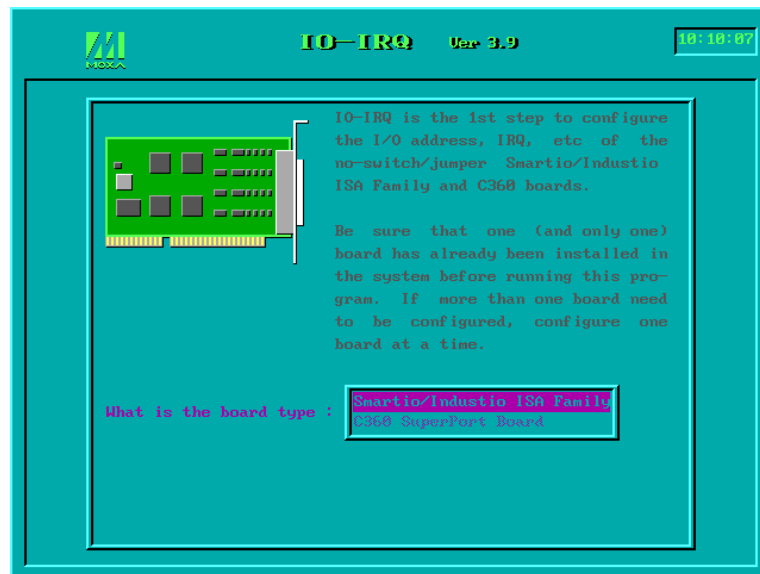 MOXA
IO-IRQ Ver 3.9
10:10:07
IO-IRQ is the 1st step to configure
the I/O address, IRQ, etc of the
no-switch/jumper Smartio/Industio
ISA Family and C360 boards.
Be sure that one (and only one)
board has already been installed in
the system before running this pro-
gram. If more than one board need
to be configured, configure one
board at a time.
What is the board type :
Smartio/Industio ISA Family
C360 SuperPort Board